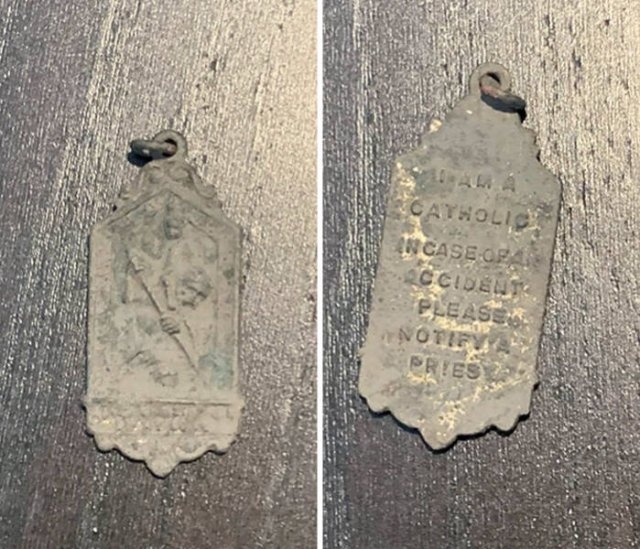 I AM A
CATHOLIC
IN CASE OF AN
ACCIDENT
PLEASE
NOTIFY A
PRIEST